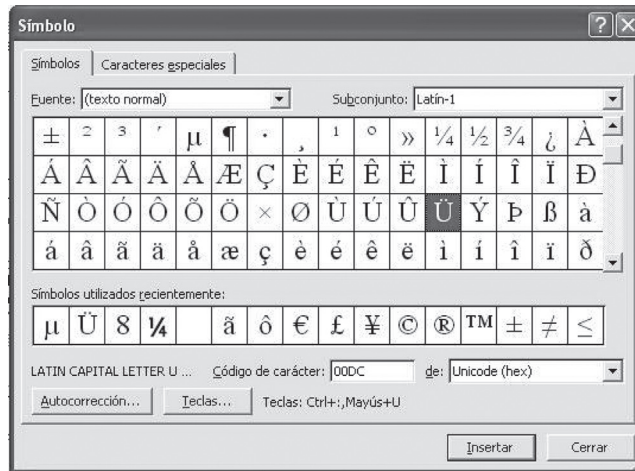 Símbolo
Símbolos Caracteres especiales
Fuente: (texto normal) Subconjunto: Latín-1
± ² ³ ´ µ ¶ · ¸ ¹ º » ¼ ½ ¾ ¿ À
Á Â Ã Ä Å Æ Ç È É Ê Ë Ì Í Î Ï Ð
Ñ Ò Ó Ô Õ Ö × Ø Ù Ú Û Ü Ý Þ ß à
á â ã ä å æ ç è é ê ë ì í î ï ð
Símbolos utilizados recientemente:
µ Ü 8 ¼ ã ô € £ ¥ © ® ™ ± ≠ ≤
LATIN CAPITAL LETTER U ... Código de carácter: 00DC de: Unicode (hex)
Autocorrección... Teclas... Teclas: Ctrl+:,Mayús+U
Insertar Cerrar